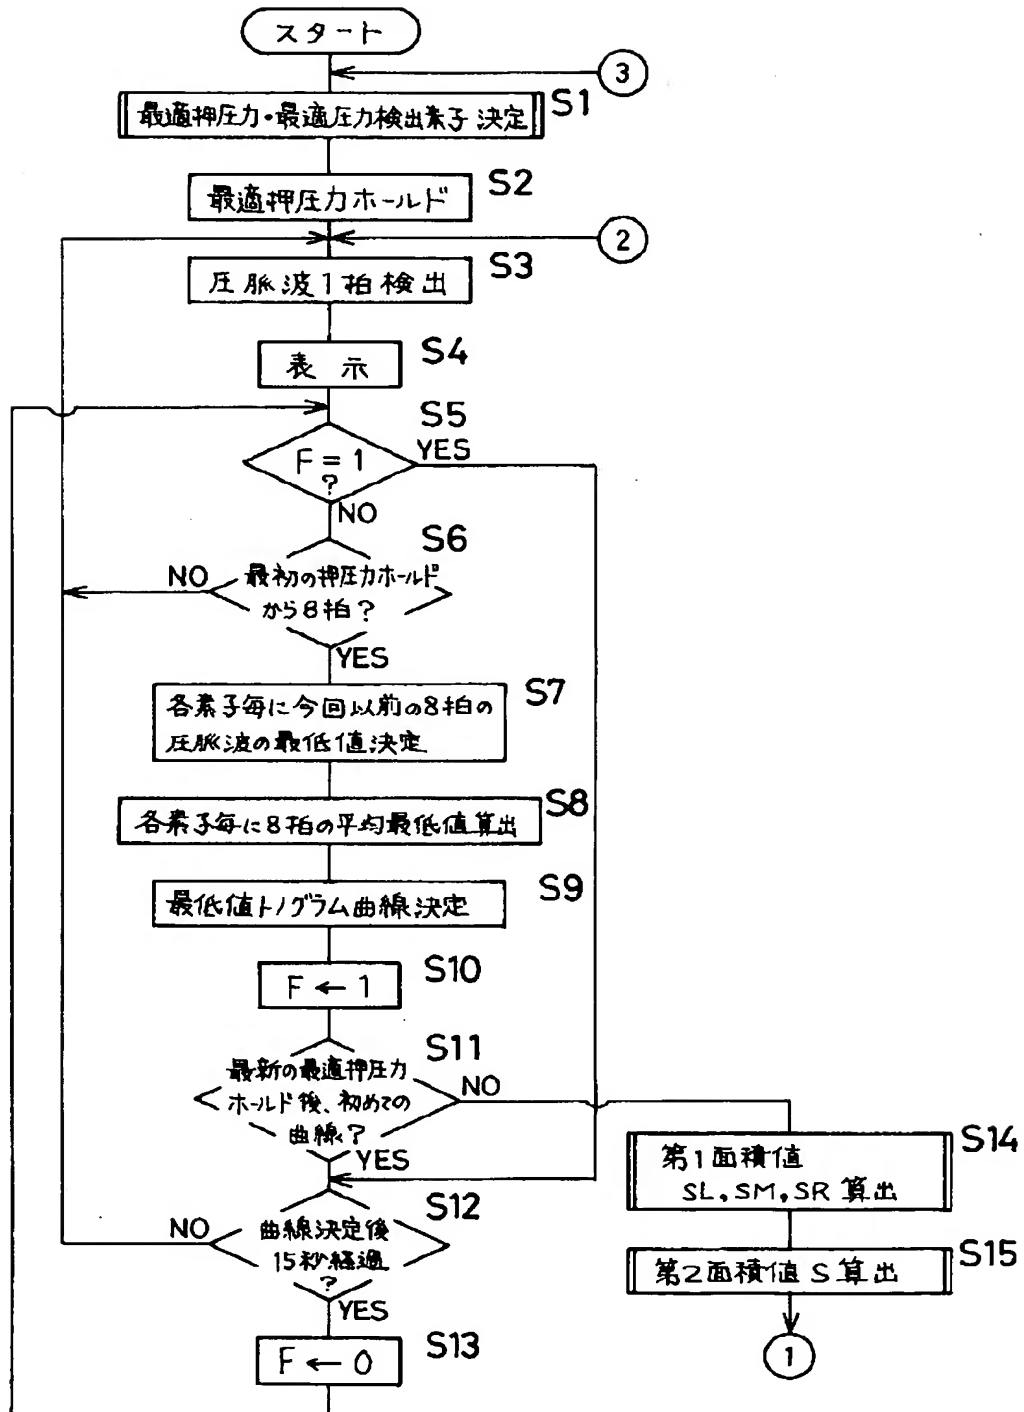 スタート
3
最適押圧力・最適圧力検出素子決定
S1
最適押圧力ホールド
S2
2
圧脈波1拍検出
S3
表示
S4
S5
F=1
?
YES
NO
S6
最初の押圧力ホールド
から8拍?
NO
YES
S7
各素子毎に今回以前の8拍の
圧脈波の最低値決定
S8
各素子毎に8拍の平均最低値算出
S9
最低値トノグラム曲線決定
S10
F←1
S11
最新の最適押圧力
ホールド後、初めての
曲線?
NO
YES
S12
曲線決定後
15秒経過
?
NO
YES
S13
F←0
S14
第1面積値
SL,SM,SR算出
S15
第2面積値S算出
1